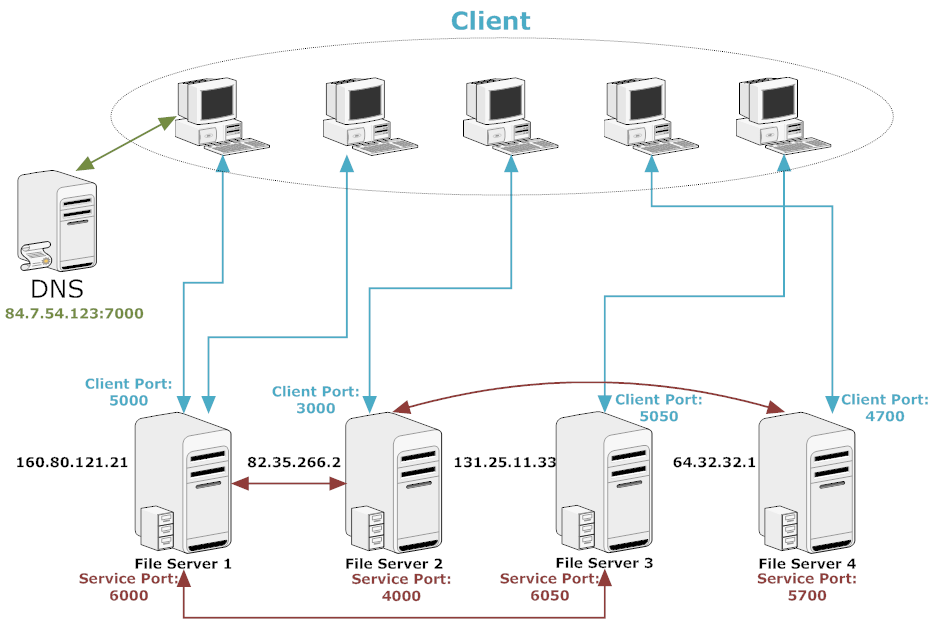 Client
DNS
84.7.54.123:7000
Client Port:
5000
Client Port:
3000
Client Port:
5050
Client Port:
4700
160.80.121.21
82.35.266.2
131.25.11.33
64.32.32.1
File Server 1
File Server 2
File Server 3
File Server 4
Service Port:
6000
Service Port:
4000
Service Port:
6050
Service Port:
5700